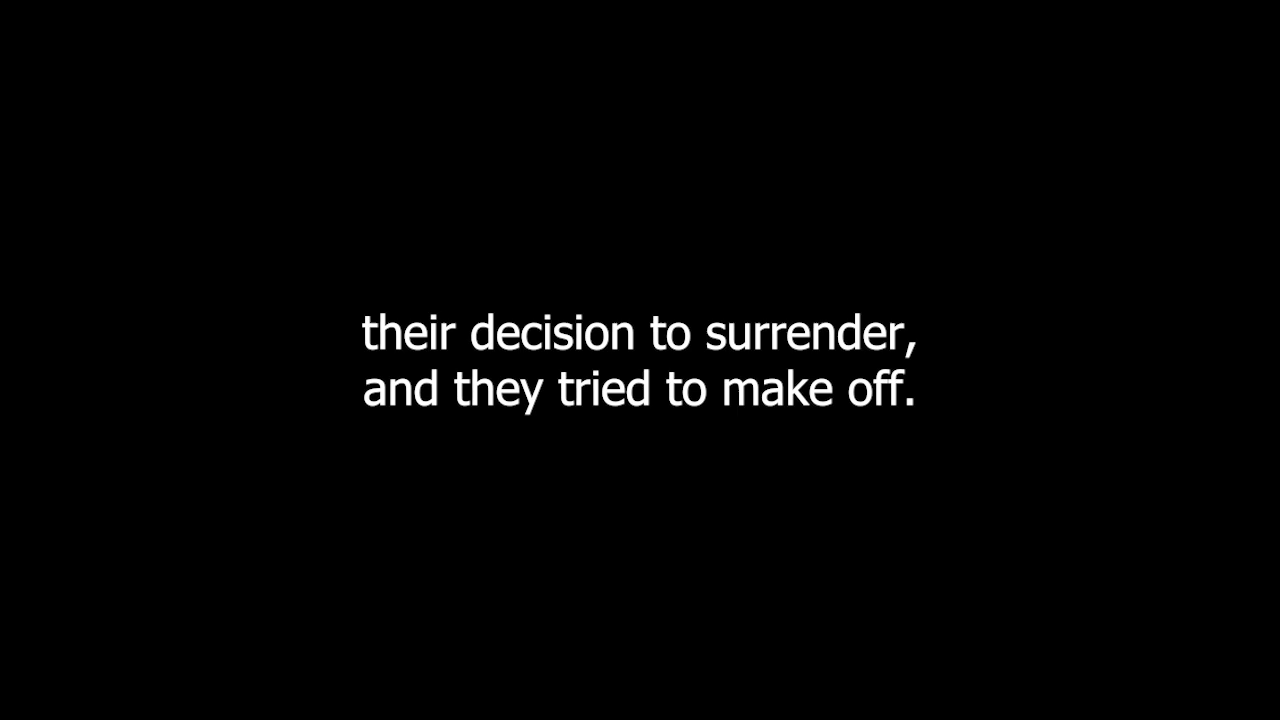 their decision to surrender,
and they tried to make off.